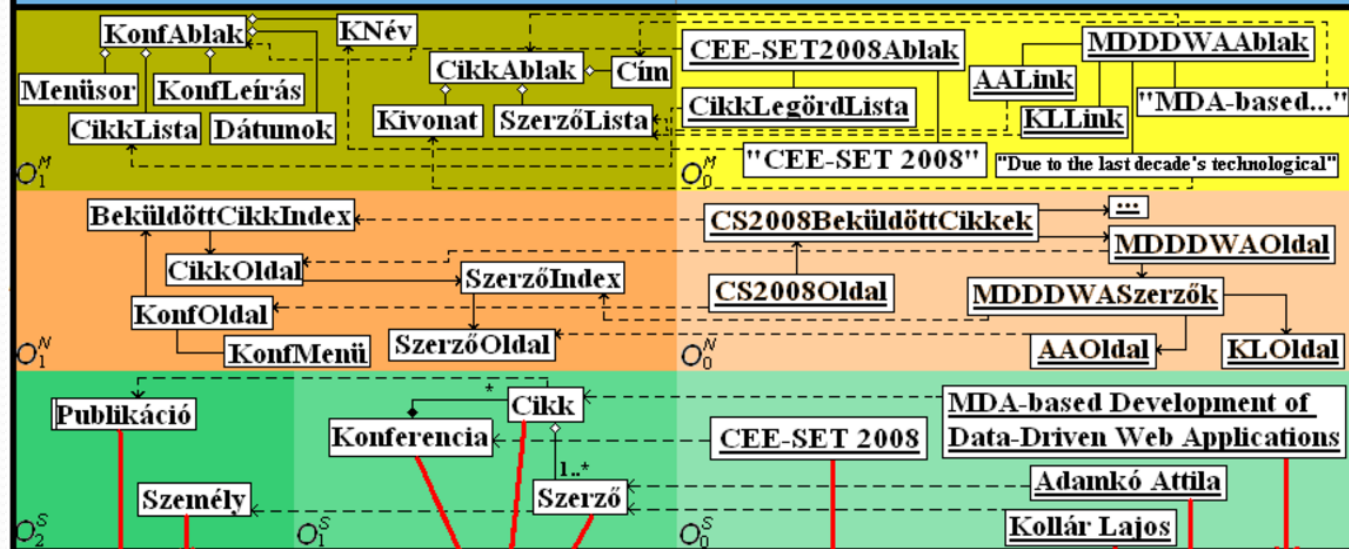 KonfAblak
KNév
CikkAblak
Cím
Menüsor
KonfLeírás
CikkLista
Dátumok
Kivonat
SzerzőLista
O₁ᴹ
CEE-SET2008Ablak
MDDDWAAblak
AALink
CikkLegördLista
KLLink
"MDA-based..."
"CEE-SET 2008"
"Due to the last decade's technological"
O₀ᴹ
BeküldöttCikkIndex
CikkOldal
SzerzőIndex
KonfOldal
SzerzőOldal
KonfMenü
O₁ᴺ
CS2008BeküldöttCikkek
...
MDDDWAOldal
CS2008Oldal
MDDDWASzerzők
AAOldal
KLOldal
O₀ᴺ
Publikáció
Személy
O₂ˢ
*
Cikk
Konferencia
1..*
Szerző
O₁ˢ
MDA-based Development of
Data-Driven Web Applications
CEE-SET 2008
Adamkó Attila
Kollár Lajos
O₀ˢ